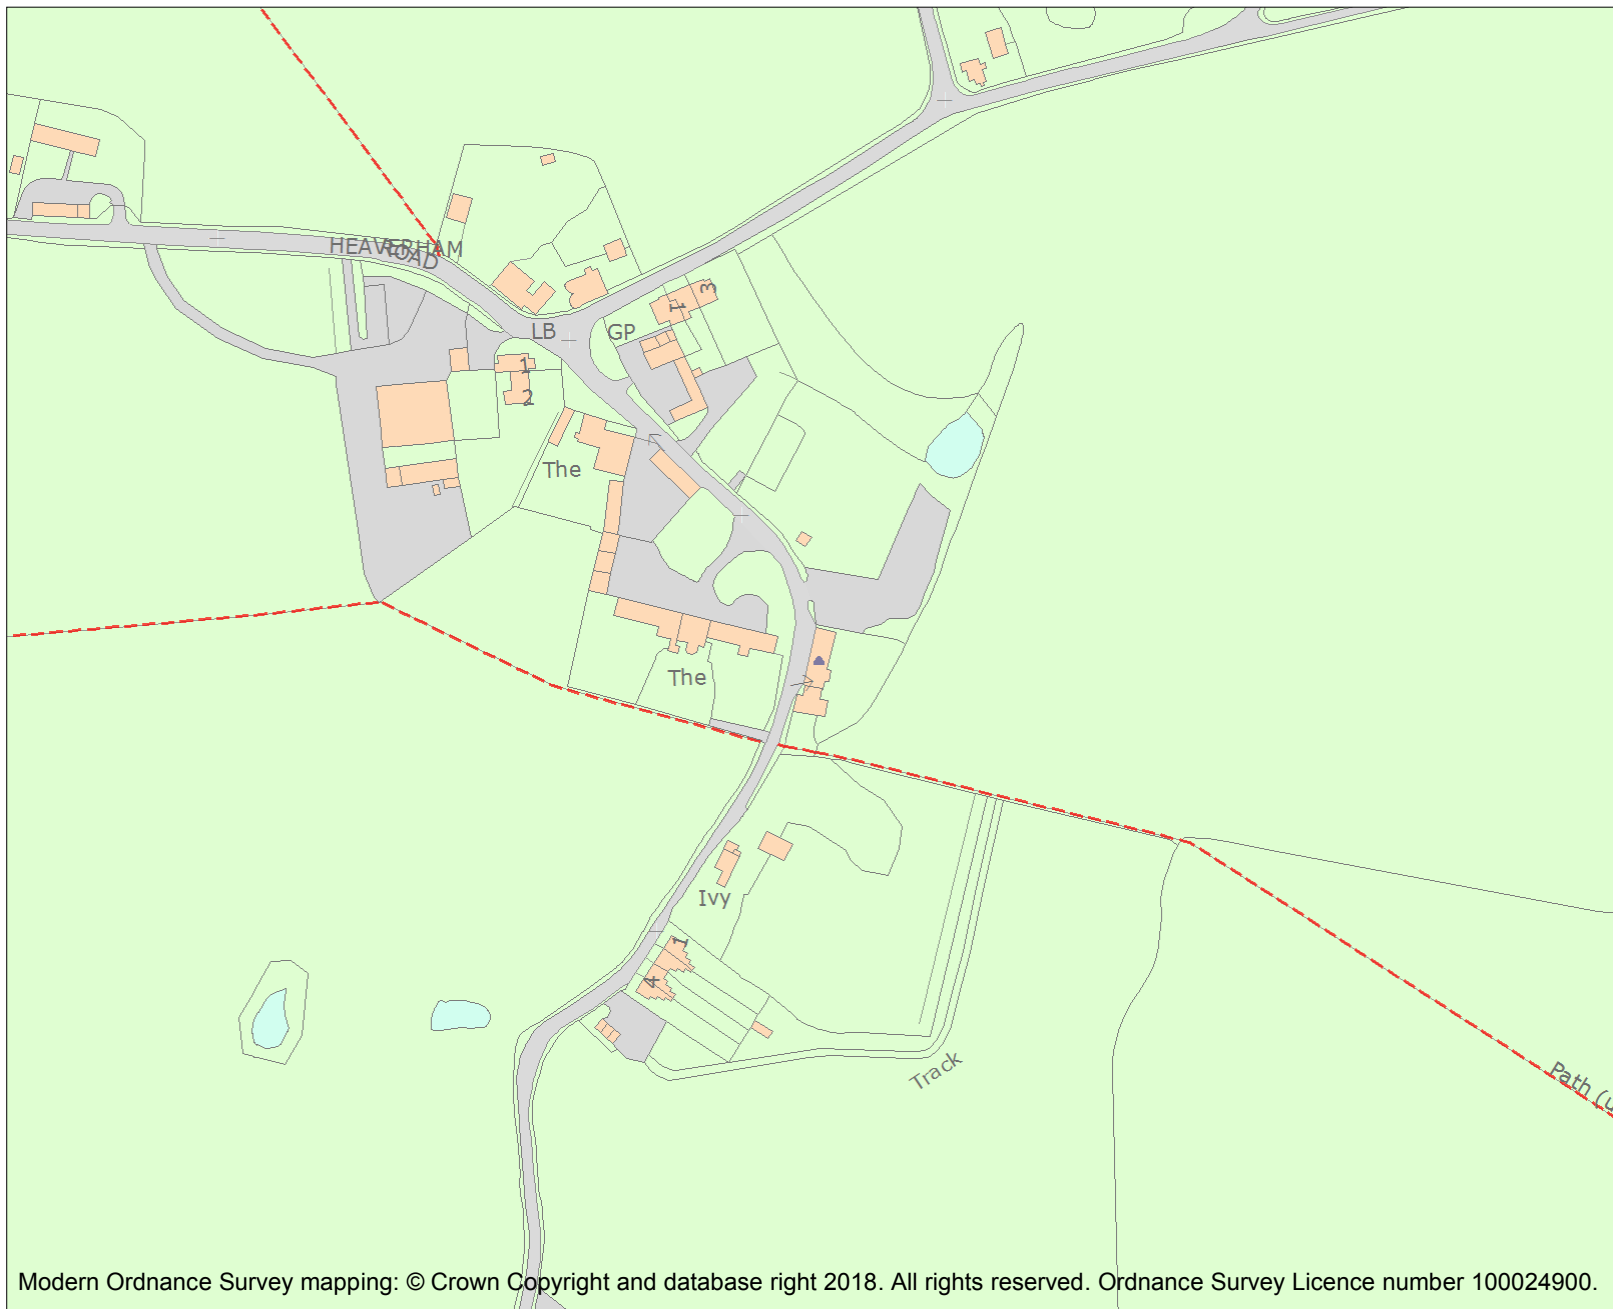 HEAVERHAM
ROAD
3
1
LB
GP
1
2
The
The
Ivy
1
4
Track
Path (u
Modern Ordnance Survey mapping: © Crown Copyright and database right 2018. All rights reserved. Ordnance Survey Licence number 100024900.